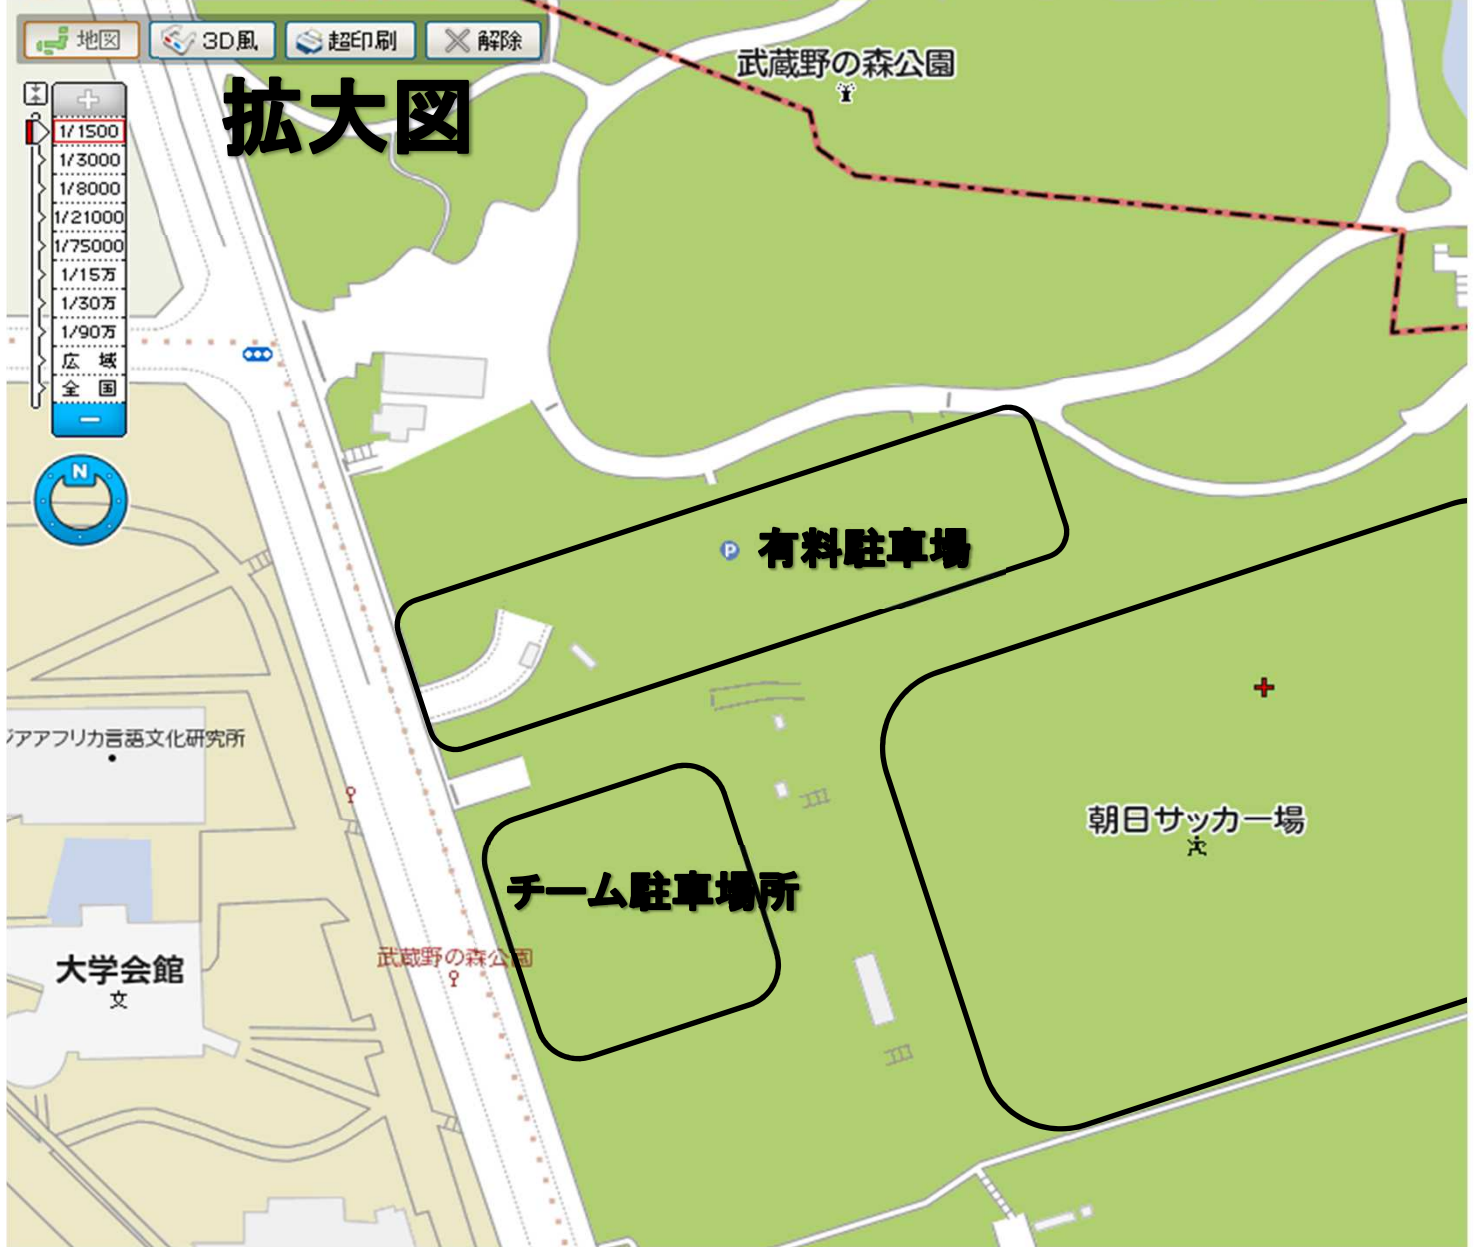 地図
3D風
超印刷
解除
武蔵野の森公園
拡大図
1/1500
1/3000
1/8000
1/21000
1/75000
1/15万
1/30万
1/90万
広 域
全 国
N
P 有料駐車場
ジアアフリカ言語文化研究所
朝日サッカー場
チーム駐車場所
武蔵野の森公園
大学会館
文